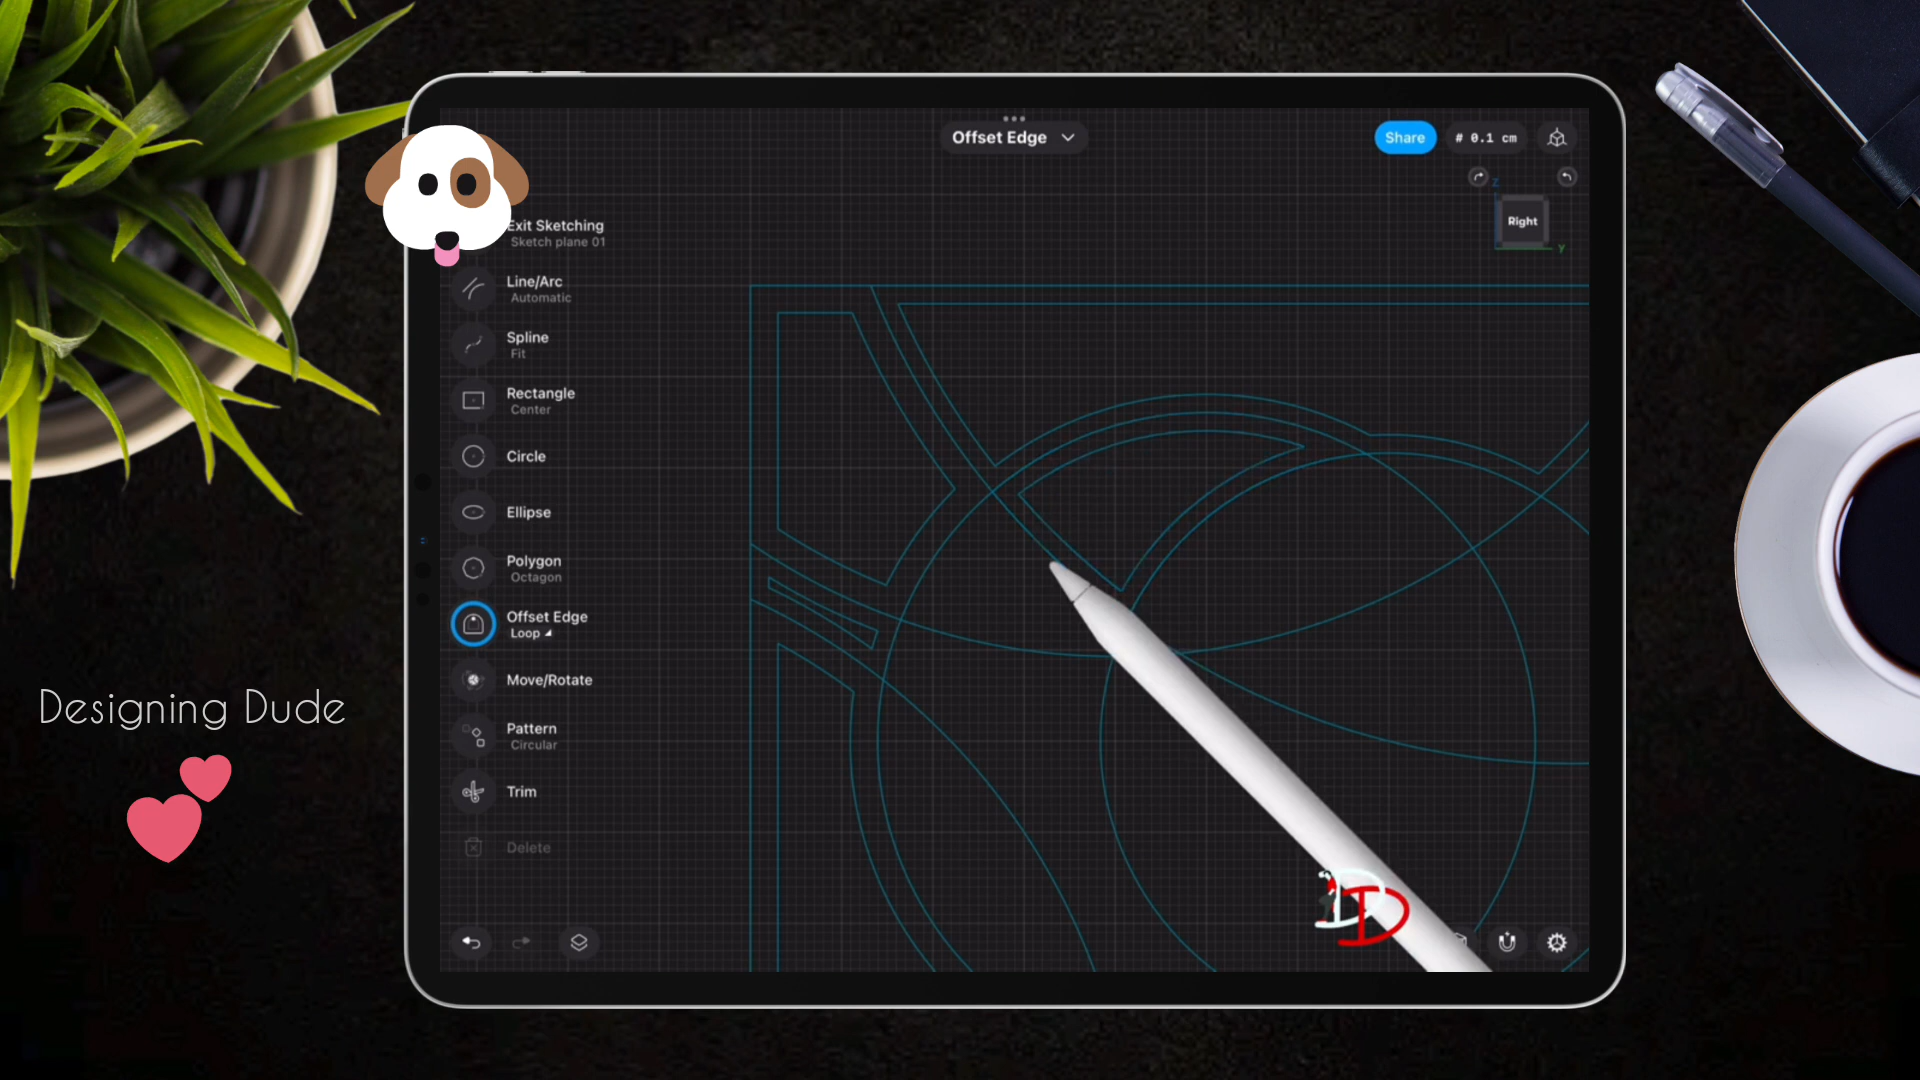 Offset Edge
Share
# 0.1 cm
Z
Right
Y
Exit Sketching
Sketch plane 01
Line/Arc
Automatic
Spline
Fit
Rectangle
Center
Circle
Ellipse
Polygon
Octagon
Offset Edge
Loop
Move/Rotate
Pattern
Circular
Trim
Delete
Designing Dude
DD